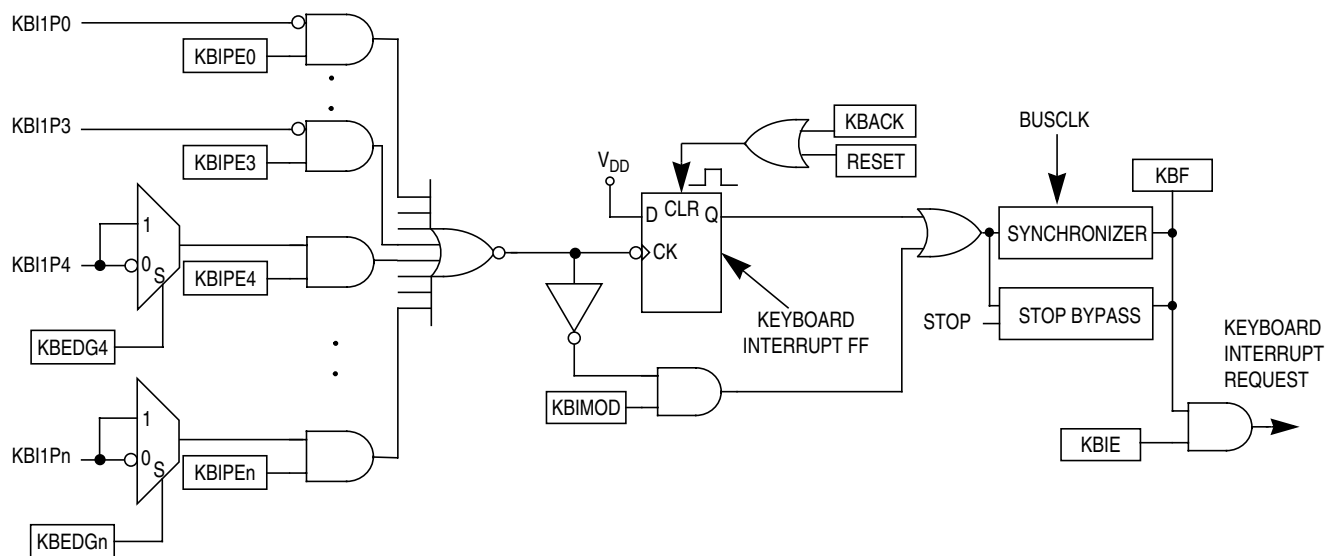 KBI1P0
KBIPE0
KBI1P3
KBIPE3
KBACK
RESET
BUSCLK
VDD
KBF
D CLR Q
CK
SYNCHRONIZER
1
KBI1P4
0
S
KBIPE4
KBEDG4
KEYBOARD
INTERRUPT FF
STOP
STOP BYPASS
KEYBOARD
INTERRUPT
REQUEST
KBIMOD
1
KBI1Pn
0
S
KBIPEn
KBIE
KBEDGn